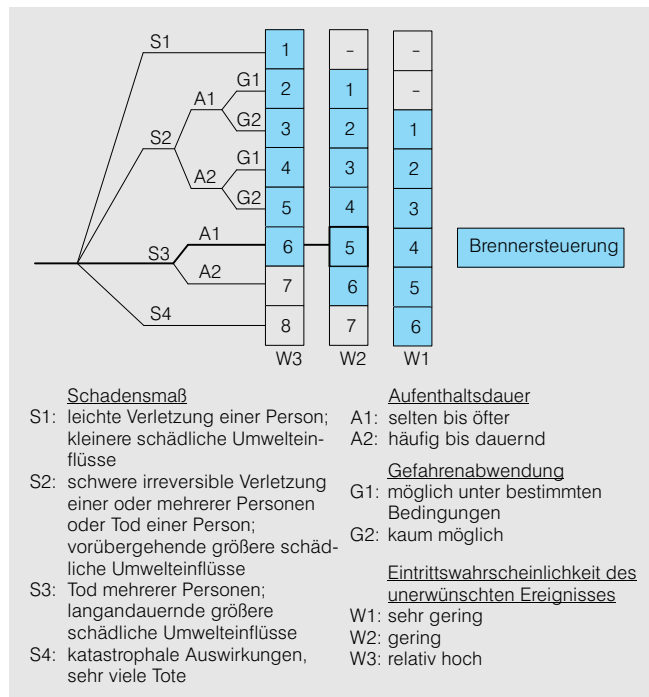 S1
1
-
-
A1
G1
2
1
-
S2
G2
3
2
1
A2
G1
4
3
2
G2
5
4
3
S3
A1
6
5
4
Brennersteuerung
A2
7
6
5
S4
8
7
6
W3
W2
W1
Schadensmaß
S1: leichte Verletzung einer Person;
kleinere schädliche Umweltein-
flüsse
S2: schwere irreversible Verletzung
einer oder mehrerer Personen
oder Tod einer Person;
vorübergehende größere schäd-
liche Umwelteinflüsse
S3: Tod mehrerer Personen;
langandauernde größere
schädliche Umwelteinflüsse
S4: katastrophale Auswirkungen,
sehr viele Tote
Aufenthaltsdauer
A1: selten bis öfter
A2: häufig bis dauernd
Gefahrenabwendung
G1: möglich unter bestimmten
Bedingungen
G2: kaum möglich
Eintrittswahrscheinlichkeit des
unerwünschten Ereignisses
W1: sehr gering
W2: gering
W3: relativ hoch